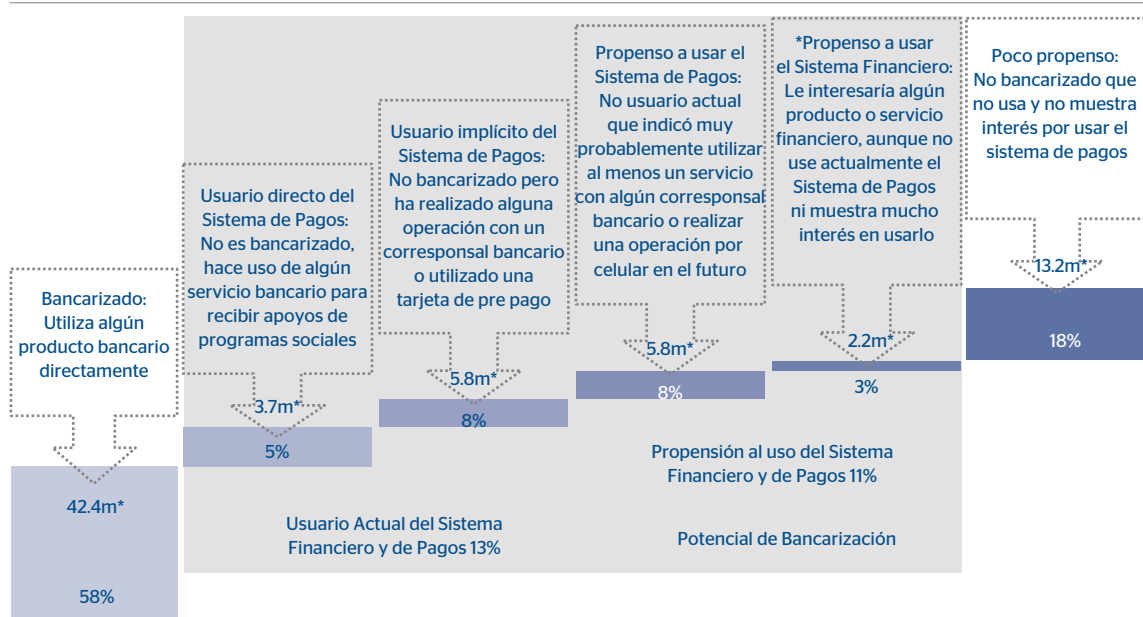 Bancarizado:
Utiliza algún
producto bancario
directamente
42.4m*
58%
Usuario directo del
Sistema de Pagos:
No es bancarizado,
hace uso de algún
servicio bancario para
recibir apoyos de
programas sociales
3.7m*
5%
Usuario implícito del
Sistema de Pagos:
No bancarizado pero
ha realizado alguna
operación con un
corresponsal bancario
o utilizado una
tarjeta de pre pago
5.8m*
8%
Propenso a usar el
Sistema de Pagos:
No usuario actual
que indicó muy
probablemente utilizar
al menos un servicio
con algún corresponsal
bancario o realizar
una operación por
celular en el futuro
5.8m*
8%
*Propenso a usar
el Sistema Financiero:
Le interesaría algún
producto o servicio
financiero, aunque no
use actualmente el
Sistema de Pagos
ni muestra mucho
interés en usarlo
2.2m*
3%
Poco propenso:
No bancarizado que
no usa y no muestra
interés por usar el
sistema de pagos
13.2m*
18%
Usuario Actual del Sistema
Financiero y de Pagos 13%
Propensión al uso del Sistema
Financiero y de Pagos 11%
Potencial de Bancarización